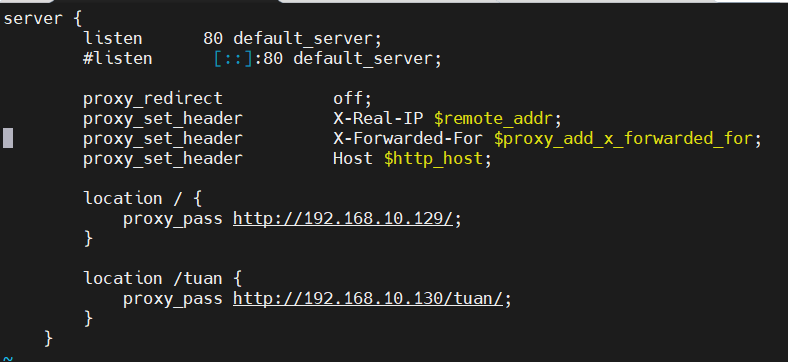 server {
listen 80 default_server;
#listen [::]:80 default_server;
proxy_redirect off;
proxy_set_header X-Real-IP $remote_addr;
proxy_set_header X-Forwarded-For $proxy_add_x_forwarded_for;
proxy_set_header Host $http_host;
location / {
proxy_pass http://192.168.10.129/;
}
location /tuan {
proxy_pass http://192.168.10.130/tuan/;
}
}
~